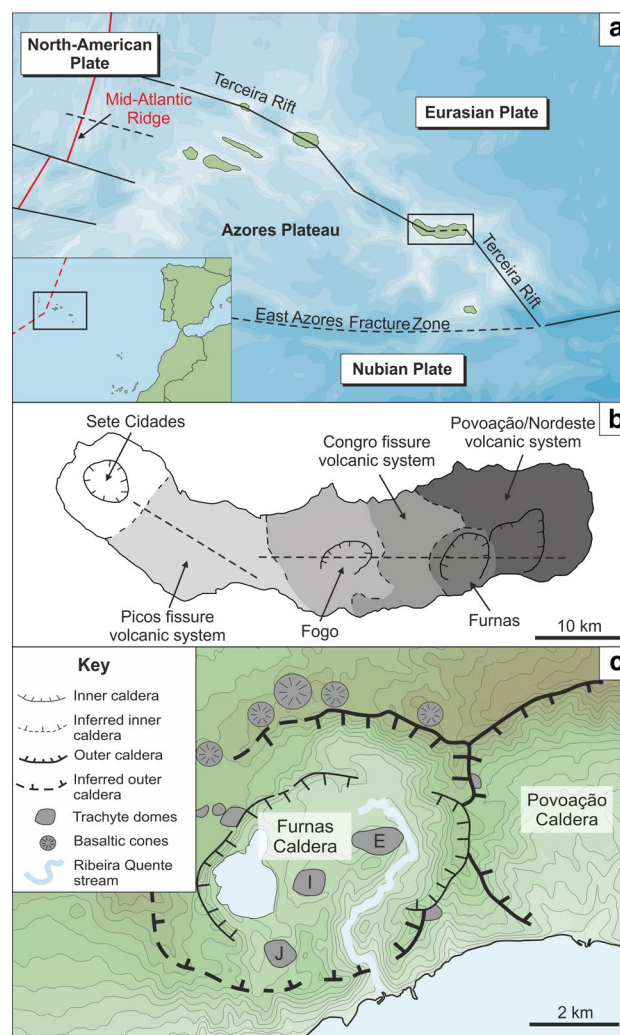 a
North-American
Plate
Mid-Atlantic
Ridge
Terceira Rift
Eurasian Plate
Azores Plateau
Terceira Rift
East Azores Fracture Zone
Nubian Plate
b
Sete Cidades
Congro fissure
volcanic system
Povoação/Nordeste
volcanic system
Picos fissure
volcanic system
Fogo
Furnas
10 km
c
Key
Inner caldera
Inferred inner
caldera
Outer caldera
Inferred outer
caldera
Trachyte domes
Basaltic cones
Ribeira Quente
stream
Furnas
Caldera
Povoação
Caldera
E
I
J
2 km